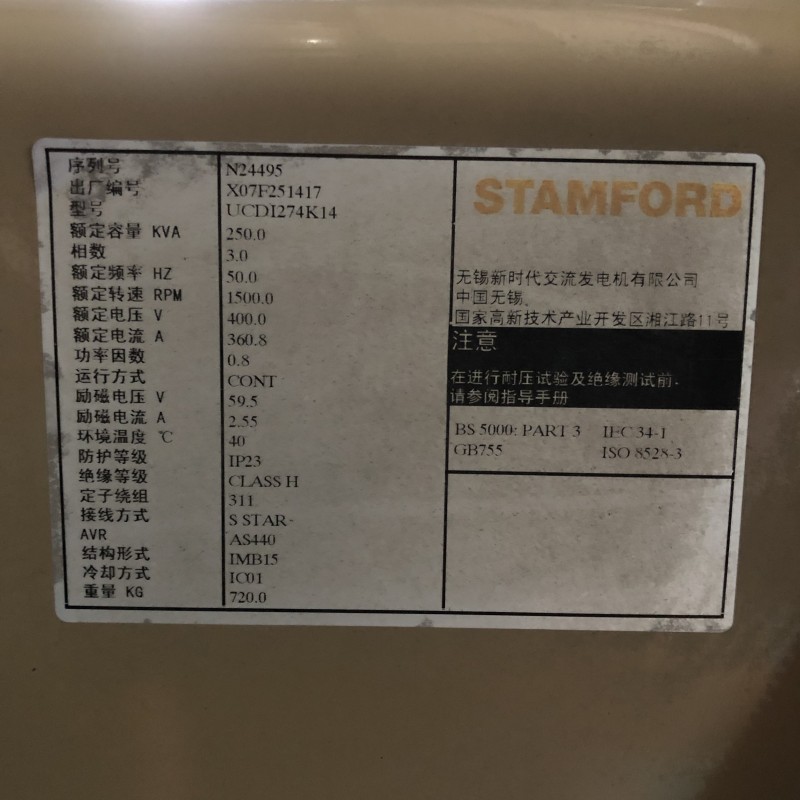 序列号 N24495
出厂编号 X07F251417
型号 UCDI274K14
额定容量 KVA 250.0
相数 3.0
额定频率 HZ 50.0
额定转速 RPM 1500.0
额定电压 V 400.0
额定电流 A 360.8
功率因数 0.8
运行方式 CONT
励磁电压 V 59.5
励磁电流 A 2.55
环境温度 ℃ 40
防护等级 IP23
绝缘等级 CLASS H
定子绕组 311
接线方式 S STAR-
AVR AS440
结构形式 IMB15
冷却方式 IC01
重量 KG 720.0
STAMFORD
无锡新时代交流发电机有限公司
中国无锡、
国家高新技术产业开发区湘江路11号
注意
在进行耐压试验及绝缘测试前、
请参阅指导手册
BS 5000: PART 3 IEC 34-1
GB755 ISO 8528-3